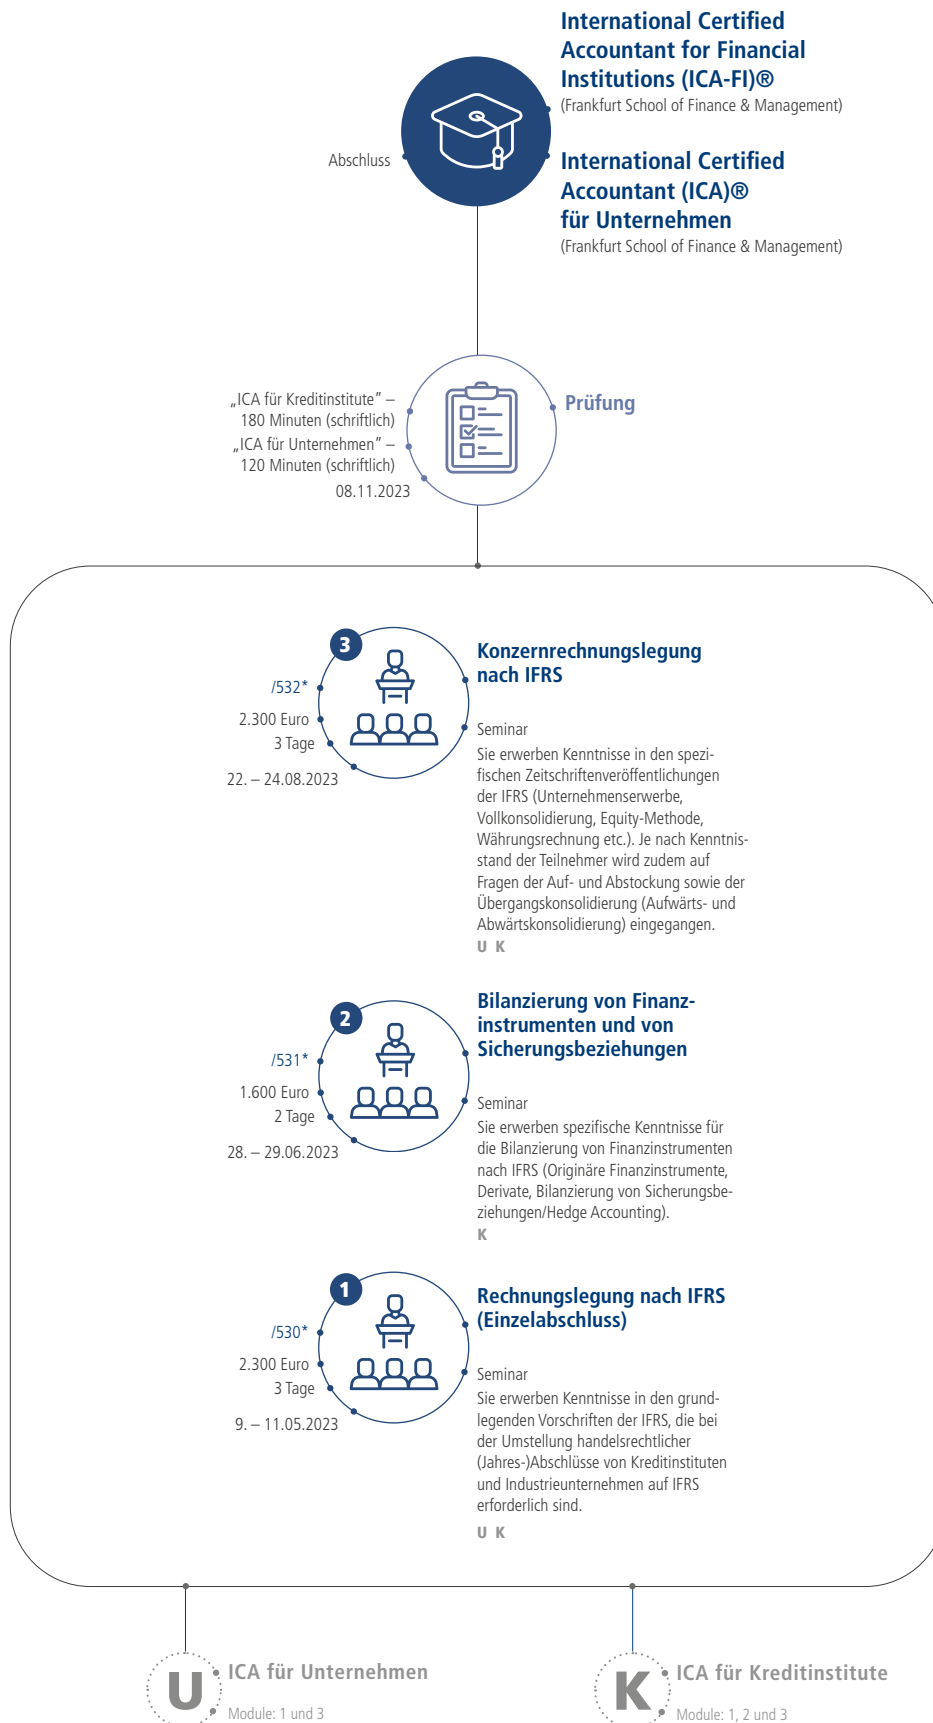 International Certified
Accountant for Financial
Institutions (ICA-FI)®
(Frankfurt School of Finance & Management)
Abschluss
International Certified
Accountant (ICA)®
für Unternehmen
(Frankfurt School of Finance & Management)
„ICA für Kreditinstitute” –
180 Minuten (schriftlich)
„ICA für Unternehmen” –
120 Minuten (schriftlich)
08.11.2023
Prüfung
3
/532*
2.300 Euro
3 Tage
22. – 24.08.2023
Konzernrechnungslegung
nach IFRS
Seminar
Sie erwerben Kenntnisse in den spezi-
fischen Zeitschriftenveröffentlichungen
der IFRS (Unternehmenserwerbe,
Vollkonsolidierung, Equity-Methode,
Währungsrechnung etc.). Je nach Kenntnis-
stand der Teilnehmer wird zudem auf
Fragen der Auf- und Abstockung sowie der
Übergangskonsolidierung (Aufwärts- und
Abwärtskonsolidierung) eingegangen.
U K
2
/531*
1.600 Euro
2 Tage
28. – 29.06.2023
Bilanzierung von Finanz-
instrumenten und von
Sicherungsbeziehungen
Seminar
Sie erwerben spezifische Kenntnisse für
die Bilanzierung von Finanzinstrumenten
nach IFRS (Originäre Finanzinstrumente,
Derivate, Bilanzierung von Sicherungsbe-
ziehungen/Hedge Accounting).
K
1
/530*
2.300 Euro
3 Tage
9. – 11.05.2023
Rechnungslegung nach IFRS
(Einzelabschluss)
Seminar
Sie erwerben Kenntnisse in den grund-
legenden Vorschriften der IFRS, die bei
der Umstellung handelsrechtlicher
(Jahres-)Abschlüsse von Kreditinstituten
und Industrieunternehmen auf IFRS
erforderlich sind.
U K
U
ICA für Unternehmen
Module: 1 und 3
K
ICA für Kreditinstitute
Module: 1, 2 und 3